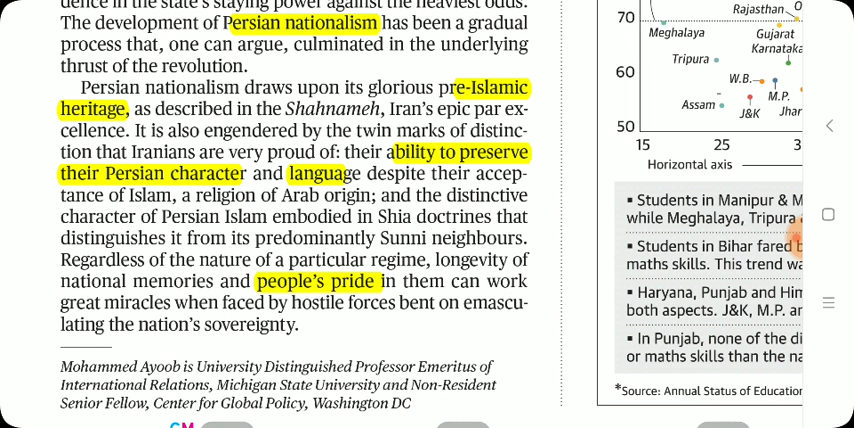 dence in the state's staying power against the heaviest odds.
The development of Persian nationalism has been a gradual
process that, one can argue, culminated in the underlying
thrust of the revolution.
Persian nationalism draws upon its glorious pre-Islamic
heritage, as described in the Shahnameh, Iran's epic par ex-
cellence. It is also engendered by the twin marks of distinc-
tion that Iranians are very proud of: their ability to preserve
their Persian character and language despite their accep-
tance of Islam, a religion of Arab origin; and the distinctive
character of Persian Islam embodied in Shia doctrines that
distinguishes it from its predominantly Sunni neighbours.
Regardless of the nature of a particular regime, longevity of
national memories and people's pride in them can work
great miracles when faced by hostile forces bent on emascu-
lating the nation's sovereignty.
Mohammed Ayoob is University Distinguished Professor Emeritus of
International Relations, Michigan State University and Non-Resident
Senior Fellow, Center for Global Policy, Washington DC
CM
70
Rajasthan
O
Meghalaya
Gujarat
Karnataka
Tripura
60
W.B.
M.P.
Assam
J&K
Jhar
50
15
25
3
Horizontal axis
▪ Students in Manipur & M
while Meghalaya, Tripura
▪ Students in Bihar fared b
maths skills. This trend wa
▪ Haryana, Punjab and Him
both aspects. J&K, M.P. ar
▪ In Punjab, none of the di
or maths skills than the na
*Source: Annual Status of Education